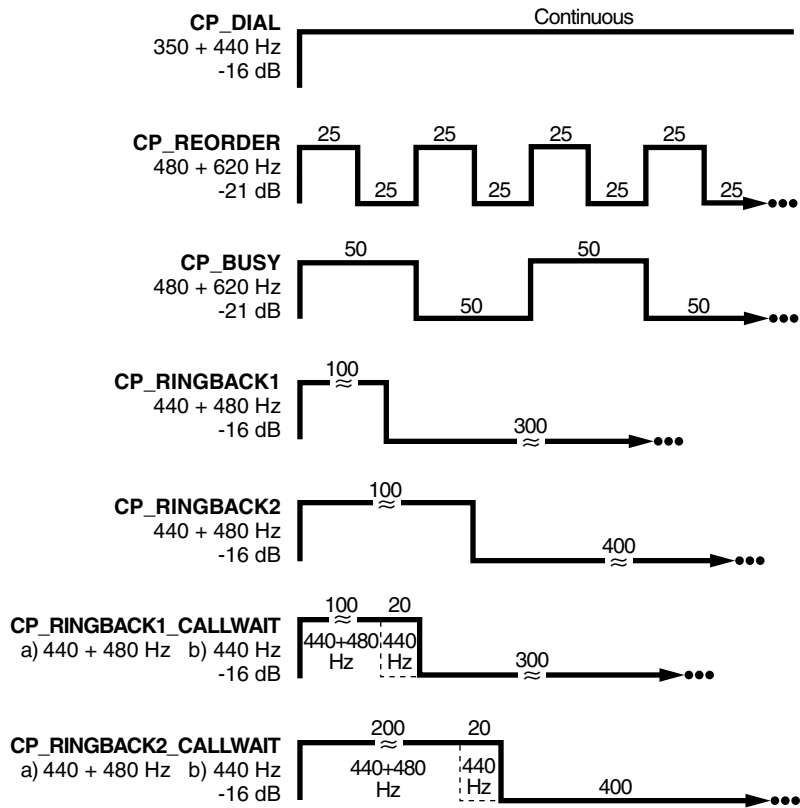 CP_DIAL
350 + 440 Hz
-16 dB
Continuous
CP_REORDER
480 + 620 Hz
-21 dB
25 25 25 25
25 25 25 25
CP_BUSY
480 + 620 Hz
-21 dB
50 50
50 50
CP_RINGBACK1
440 + 480 Hz
-16 dB
100
300
CP_RINGBACK2
440 + 480 Hz
-16 dB
100
400
CP_RINGBACK1_CALLWAIT
a) 440 + 480 Hz b) 440 Hz
-16 dB
100 20
440+480 Hz
440 Hz
300
CP_RINGBACK2_CALLWAIT
a) 440 + 480 Hz b) 440 Hz
-16 dB
200 20
440+480 Hz
440 Hz
400